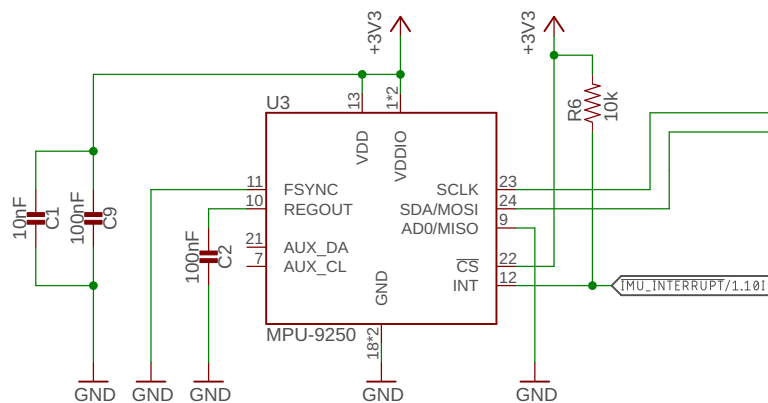 +3V3
+3V3
U3
13
1*2
VDD
VDDIO
R6
10k
11
FSYNC
SCLK
23
10
REGOUT
SDA/MOSI
24
AD0/MISO
9
10nF
C1
100nF
C9
100nF
C2
21
AUX_DA
7
AUX_CL
CS
22
GND
INT
12
IMU_INTERRUPT/1.10I
MPU-9250
18*2
GND
GND
GND
GND
GND